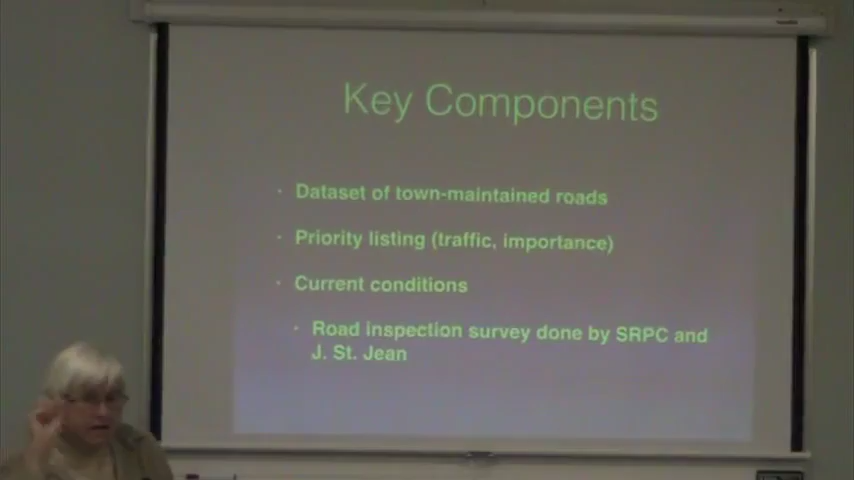 Key Components
· Dataset of town-maintained roads
· Priority listing (traffic, importance)
· Current conditions
· Road inspection survey done by SRPC and
J. St. Jean